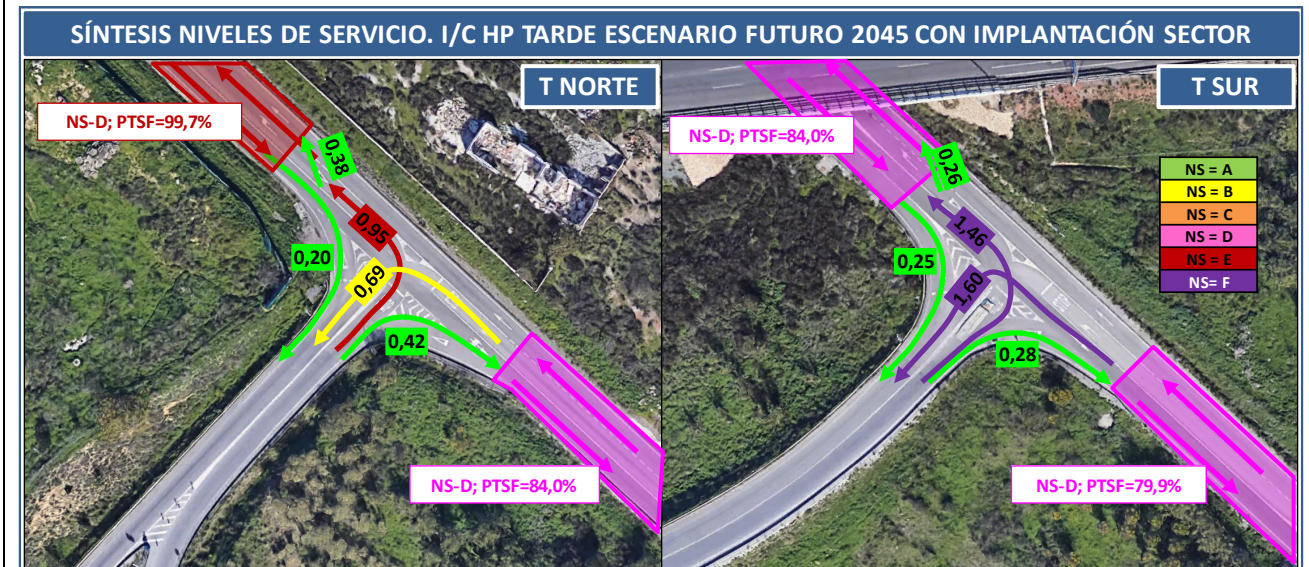 SÍNTESIS NIVELES DE SERVICIO. I/C HP TARDE ESCENARIO FUTURO 2045 CON IMPLANTACIÓN SECTOR
T NORTE
NS-D; PTSF=99,7%
0,38
0,95
0,20
0,69
0,42
NS-D; PTSF=84,0%
T SUR
NS-D; PTSF=84,0%
0,26
NS = A
NS = B
NS = C
NS = D
NS = E
NS= F
1,46
0,25
1,60
0,28
NS-D; PTSF=79,9%